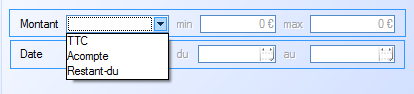 Montant min 0 € max 0 €
TTC
Acompte
Restant-du
Date du au